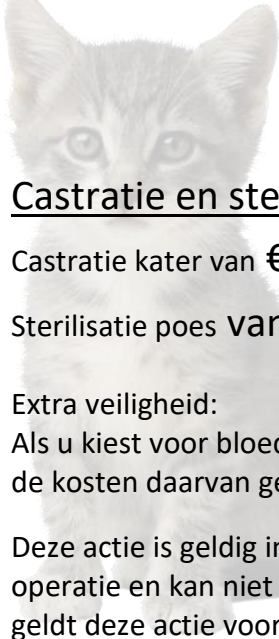 Castratie en ste
Castratie kater van €
Sterilisatie poes van
Extra veiligheid:
Als u kiest voor bloed
de kosten daarvan ge
Deze actie is geldig in
operatie en kan niet
geldt deze actie voor